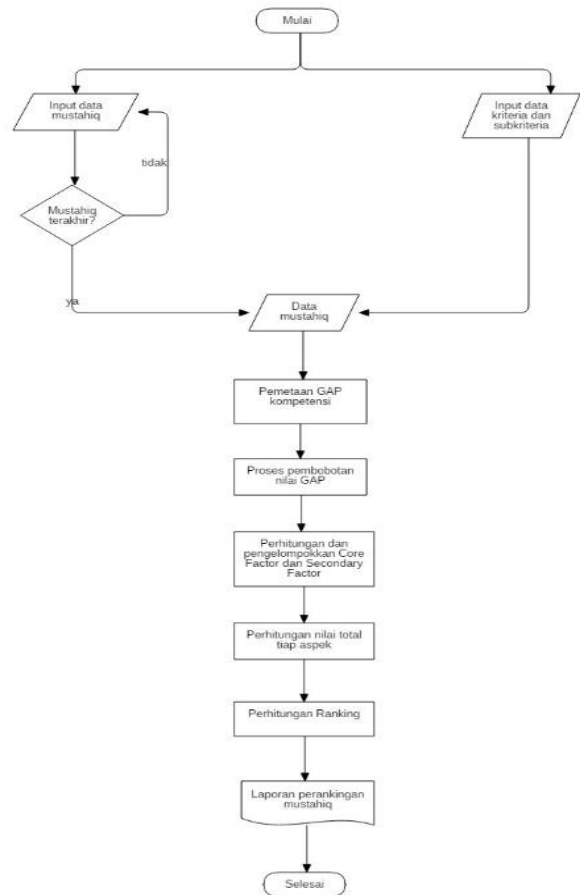 Mulai
Input data
mustahiq
Input data
kriteria dan
subkriteria
tidak
Mustahiq
terakhir?
ya
Data
mustahiq
Pemetaan GAP
kompetensi
Proses pembobotan
nilai GAP
Perhitungan dan
pengelompokkan Core
Factor dan Secondary
Factor
Perhitungan nilai total
tiap aspek
Perhitungan Ranking
Laporan perankingan
mustahiq
Selesai